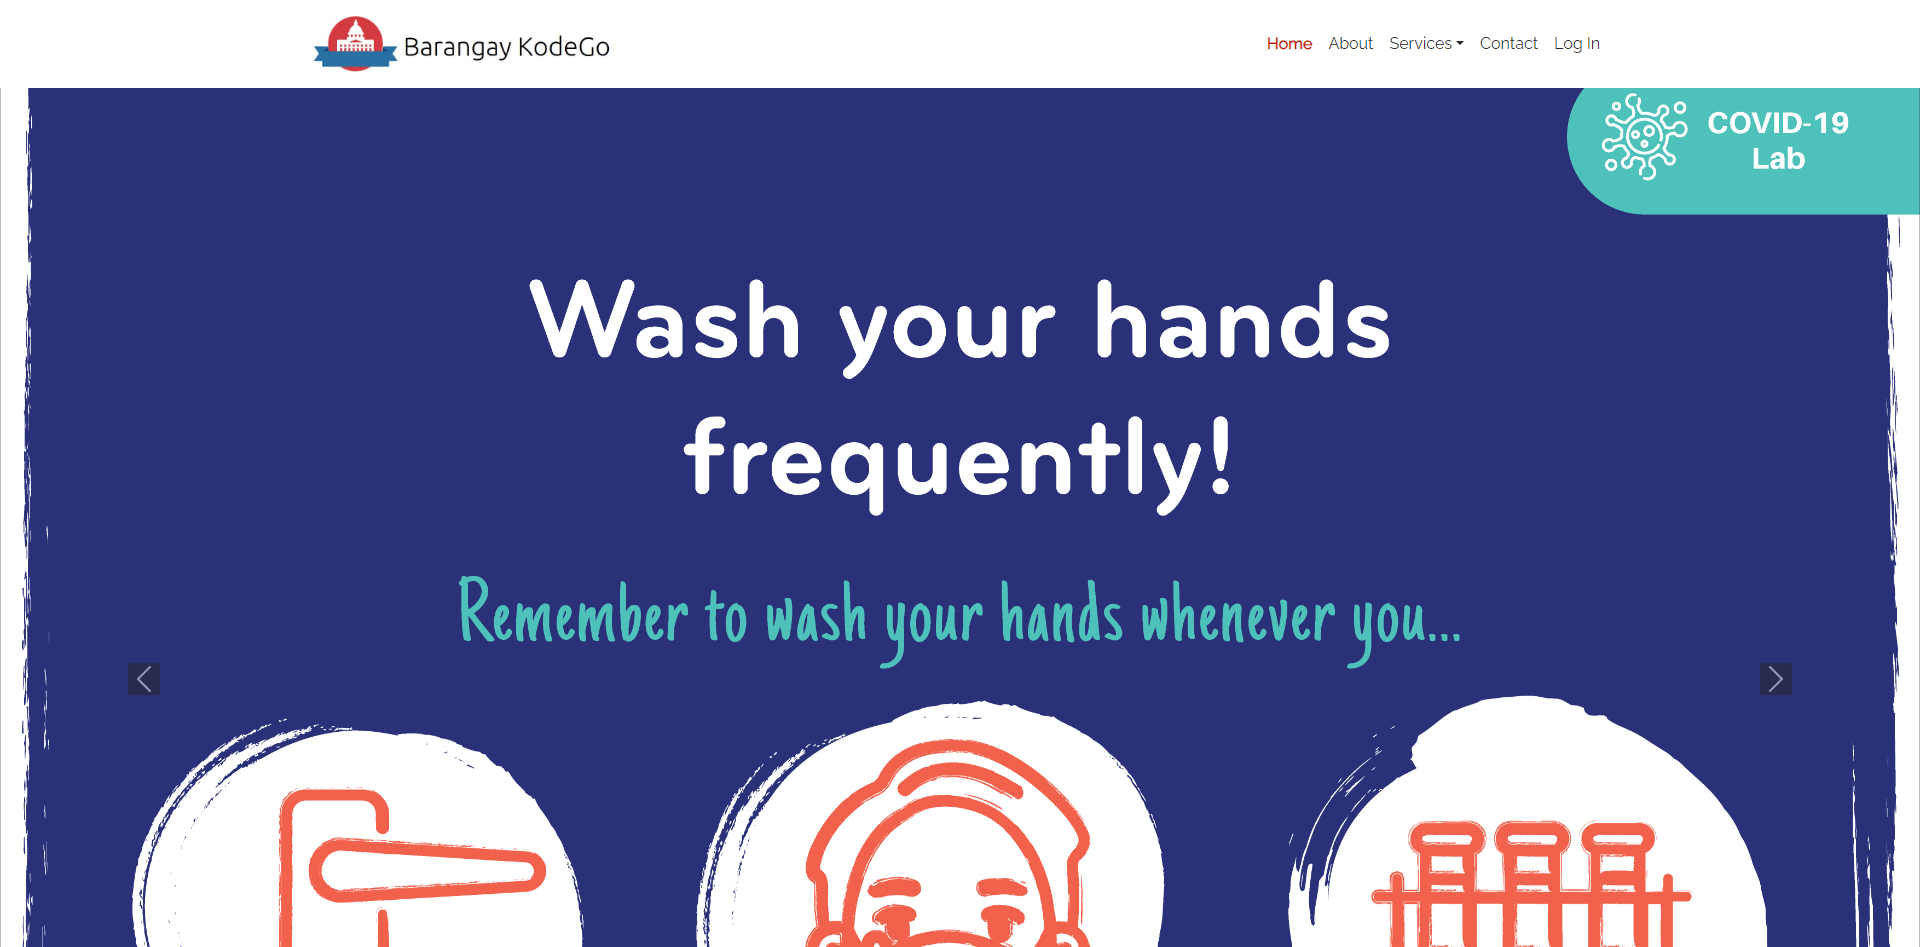 Barangay KodeGo
Home About Services Contact Log In
COVID-19
Lab
Wash your hands
frequently!
Remember to wash your hands whenever you...